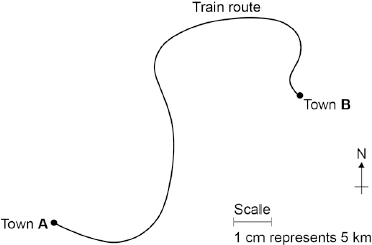 Train route
Town B
N
Town A
Scale
1 cm represents 5 km